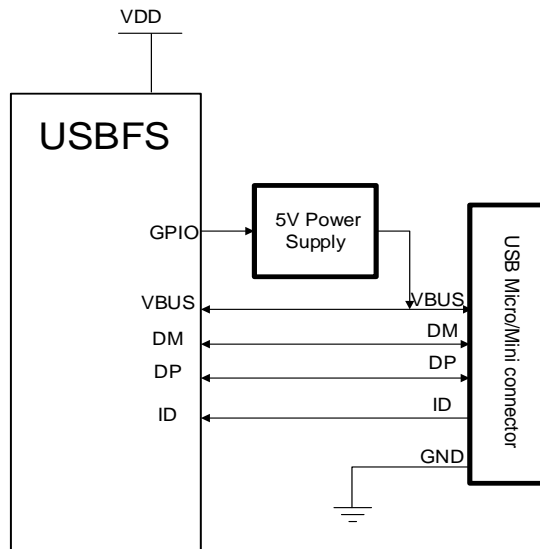 VDD
USBFS
GPIO
5V Power
Supply
VBUS
VBUS
DM
DM
DP
DP
ID
ID
GND
USB Micro/Mini connector